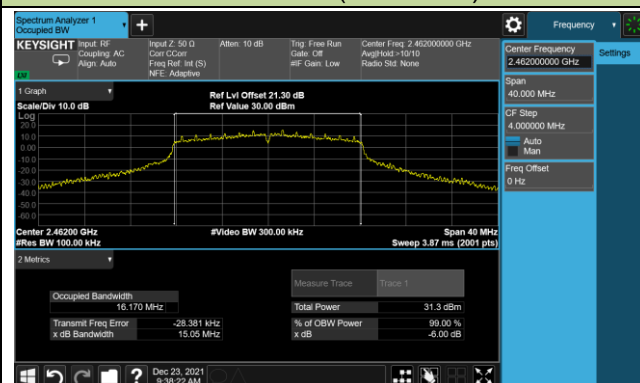 Spectrum Analyzer 1
Occupied BW
+
Frequency
KEYSIGHT
Input: RF
Coupling: AC
Align: Auto
Input Z: 50 Ω
Corr CCorr
Freq Ref: Int (S)
NFE: Adaptive
Atten: 10 dB
Trig: Free Run
Gate: Off
#IF Gain: Low
Center Freq: 2.462000000 GHz
Avg|Hold:>10/10
Radio Std: None
LXI
1 Graph
Scale/Div 10.0 dB
Ref Lvl Offset 21.30 dB
Ref Value 30.00 dBm
Log
20.0
10.0
0.00
-10.0
-20.0
-30.0
-40.0
-50.0
-60.0
Center 2.46200 GHz
#Res BW 100.00 kHz
#Video BW 300.00 kHz
Span 40 MHz
Sweep 3.87 ms (2001 pts)
2 Metrics
Measure Trace
Trace 1
Occupied Bandwidth
16.170 MHz
Total Power
31.3 dBm
Transmit Freq Error
-28.381 kHz
% of OBW Power
99.00 %
x dB Bandwidth
15.05 MHz
x dB
-6.00 dB
Center Frequency
2.462000000 GHz
Settings
Span
40.000 MHz
CF Step
4.000000 MHz
Auto
Man
Freq Offset
0 Hz
?
Dec 23, 2021
9:38:22 AM